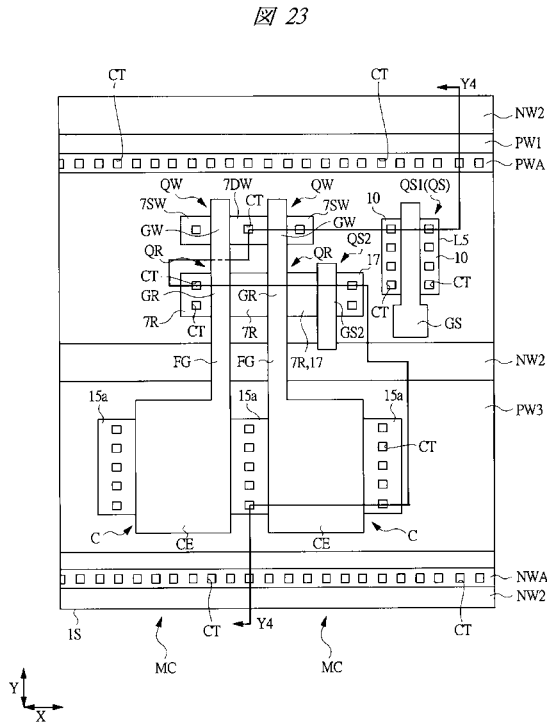 図 23
CT CT Y4
NW2
PW1
PWA
QW 7DW QW QS1(QS)
7SW CT 7SW 10
GW GW QS2 L5
QR QR 17 10
CT CT CT
GR GR
7R CT 7R GS2 GS
7R,17
FG FG NW2
15a 15a 15a PW3
CT
C CE CE C
NWA
NW2
1S CT Y4 CT
MC MC
Y
X